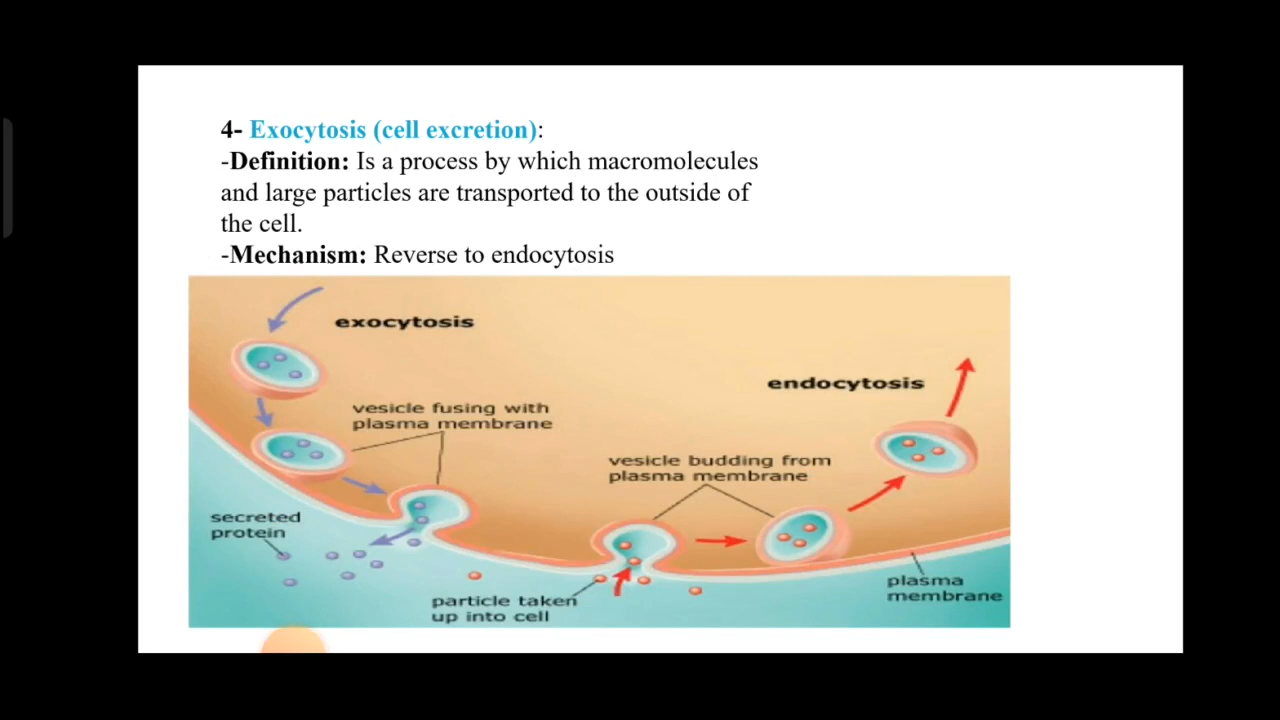 4- Exocytosis (cell excretion):
-Definition: Is a process by which macromolecules
and large particles are transported to the outside of
the cell.
-Mechanism: Reverse to endocytosis
exocytosis
endocytosis
vesicle fusing with
plasma membrane
vesicle budding from
plasma membrane
secreted
protein
particle taken
up into cell
plasma
membrane